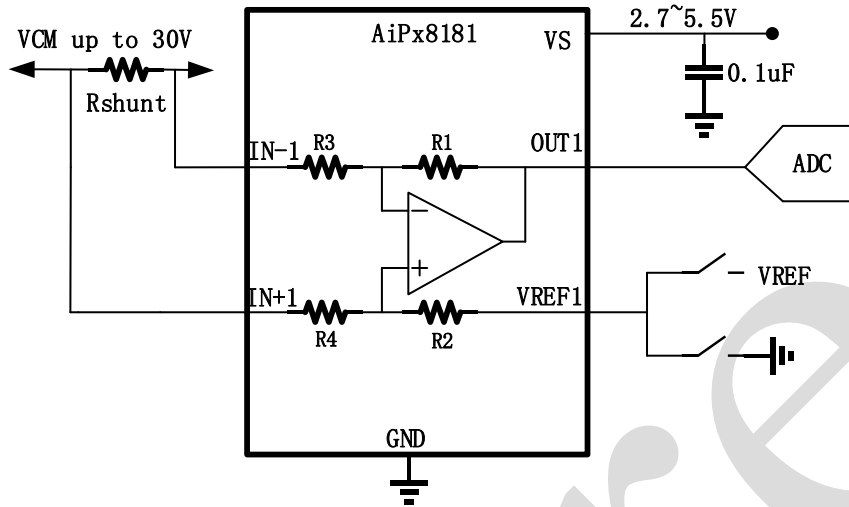 AiPx8181
VCM up to 30V
Rshunt
VS
2.7~5.5V
0.1uF
IN-1
R3
R1
OUT1
ADC
IN+1
R4
R2
VREF1
VREF
GND